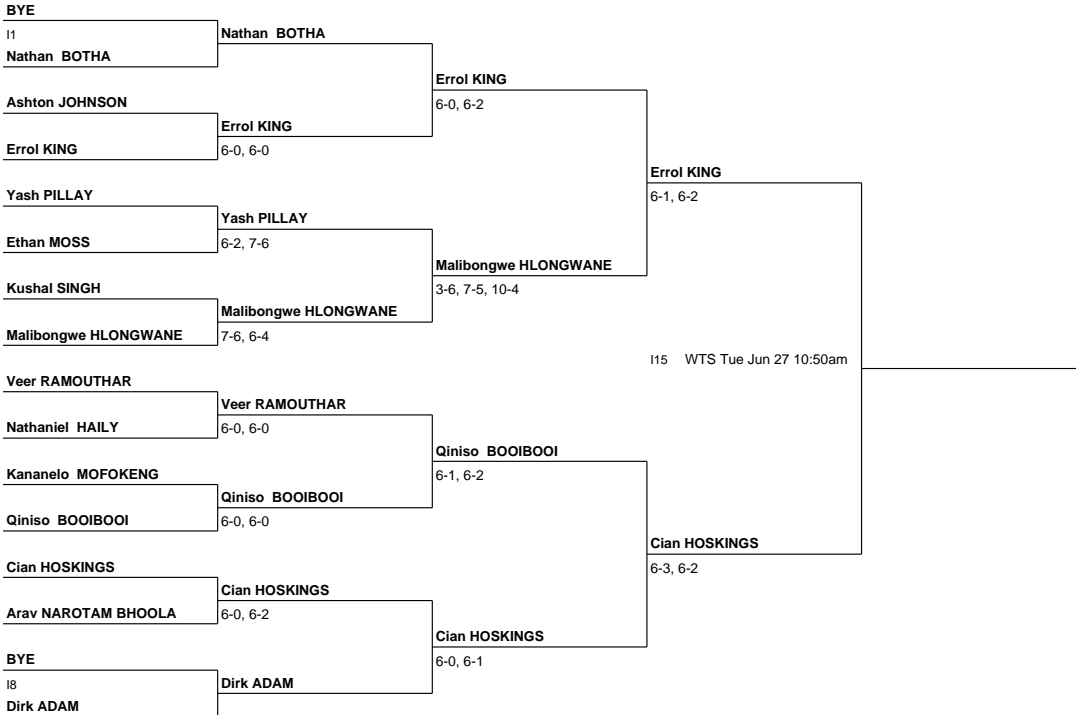 BYE
I1
Nathan BOTHA
Nathan BOTHA
Errol KING
6-0, 6-2
Ashton JOHNSON
Errol KING
Errol KING
6-0, 6-0
Errol KING
6-1, 6-2
Yash PILLAY
Yash PILLAY
Ethan MOSS
6-2, 7-6
Malibongwe HLONGWANE
3-6, 7-5, 10-4
Kushal SINGH
Malibongwe HLONGWANE
Malibongwe HLONGWANE
7-6, 6-4
I15 WTS Tue Jun 27 10:50am
Veer RAMOUTHAR
Veer RAMOUTHAR
Nathaniel HAILY
6-0, 6-0
Qiniso BOOIBOOI
6-1, 6-2
Kananelo MOFOKENG
Qiniso BOOIBOOI
Qiniso BOOIBOOI
6-0, 6-0
Cian HOSKINGS
6-3, 6-2
Cian HOSKINGS
Cian HOSKINGS
Arav NAROTAM BHOOLA
6-0, 6-2
Cian HOSKINGS
6-0, 6-1
BYE
I8
Dirk ADAM
Dirk ADAM